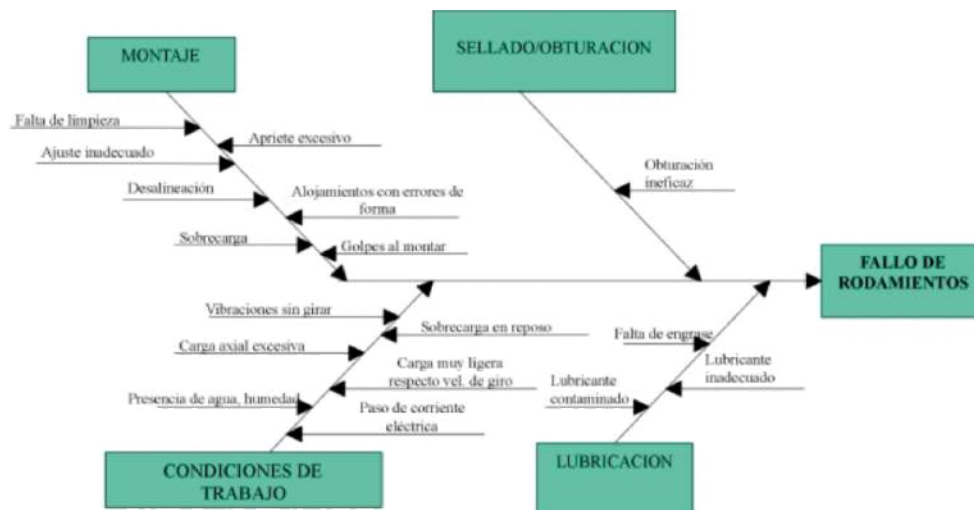 MONTAJE
SELLADO/OBTURACION
Falta de limpieza
Apriete excesivo
Ajuste inadecuado
Obturación
ineficaz
Desalineación
Alojamientos con errores de
forma
Sobrecarga
Golpes al montar
FALLO DE
RODAMIENTOS
Vibraciones sin girar
Sobrecarga en reposo
Falta de engrase
Carga axial excesiva
Carga muy ligera
respecto vel. de giro
Lubricante
inadecuado
Presencia de agua, humedad
Lubricante
contaminado
Paso de corriente
eléctrica
CONDICIONES DE
TRABAJO
LUBRICACION